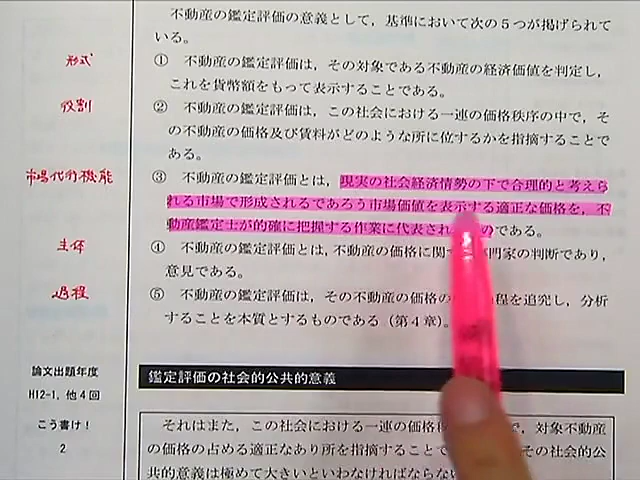 不動産の鑑定評価の意義として，基準において次の５つが掲げられて
いる。
形式
① 不動産の鑑定評価は，その対象である不動産の経済価値を判定し，
これを貨幣額をもって表示することである。
役割
② 不動産の鑑定評価は，この社会における一連の価格秩序の中で，そ
の不動産の価格及び賃料がどのような所に位するかを指摘することで
ある。
市場代行機能
③ 不動産の鑑定評価とは，現実の社会経済情勢の下で合理的と考えら
れる市場で形成されるであろう市場価値を表示する適正な価格を，不
動産鑑定士が的確に把握する作業に代表され のである。
主体
④ 不動産の鑑定評価とは，不動産の価格に関 門家の判断であり，
意見である。
過程
⑤ 不動産の鑑定評価は，その不動産の価格の 程を追究し，分析
することを本質とするものである（第４章）。
論文出題年度
H12-1，他４回
こう書け！
2
鑑定評価の社会的公共的意義
それはまた，この社会における一連の価格秩 ，対象不動産
の価格の占める適正なあり所を指摘することで その社会的公
共的意義は極めて大きいといわなければならない